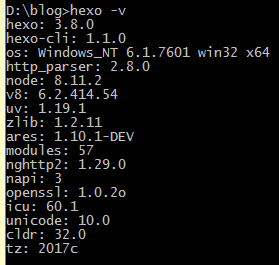 D:\blog>hexo -v
hexo: 3.8.0
hexo-cli: 1.1.0
os: Windows_NT 6.1.7601 win32 x64
http_parser: 2.8.0
node: 8.11.2
v8: 6.2.414.54
uv: 1.19.1
zlib: 1.2.11
ares: 1.10.1-DEV
modules: 57
nghttp2: 1.29.0
napi: 3
openssl: 1.0.2o
icu: 60.1
unicode: 10.0
cldr: 32.0
tz: 2017c